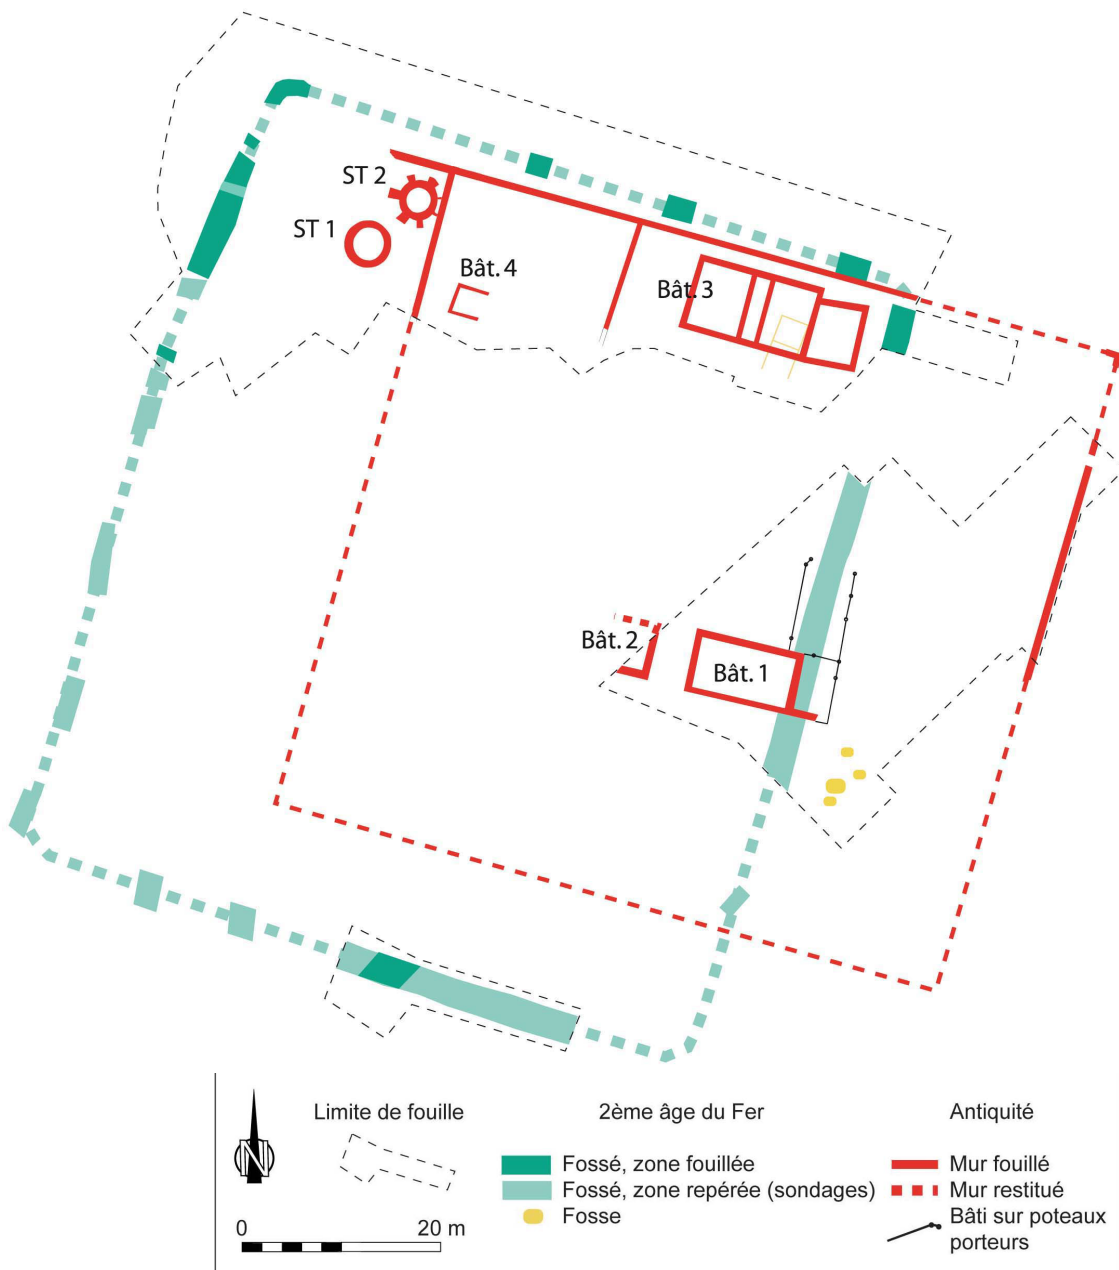 ST 2
ST 1
Bât. 4
Bât. 3
Bât. 2
Bât. 1
N
Limite de fouille
0 20 m
2ème âge du Fer
Fossé, zone fouillée
Fossé, zone repérée (sondages)
Fosse
Antiquité
Mur fouillé
Mur restitué
Bâti sur poteaux
porteurs